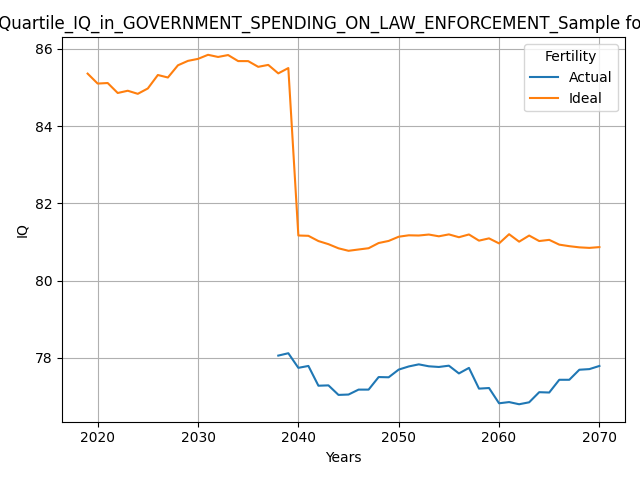 Quartile_IQ_in_GOVERNMENT_SPENDING_ON_LAW_ENFORCEMENT_Sample fo
Fertility
Actual
Ideal
86
84
82
80
78
IQ
2020 2030 2040 2050 2060 2070
Years